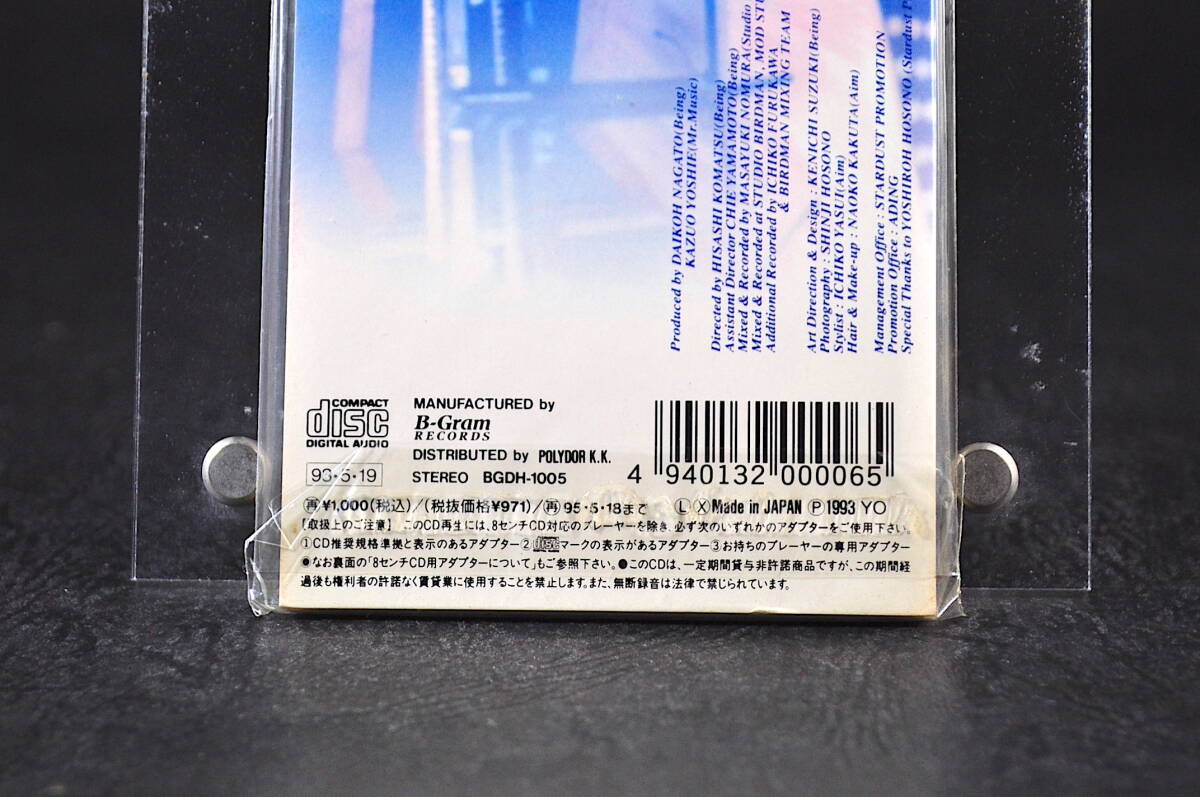 Produced by DAIKOH NAGATO(Being)
KAZUO YOSHIE(Mr.Music)
Directed by HISASHI KOMATSU(Being)
Assistant Director CHIE YAMAMOTO(Being)
Mixed & Recorded by MASAYUKI NOMURA(Studio
Mixed & Recorded at STUDIO BIRDMAN, MOD STU
Additional Recorded by ICHIKO FURUKAWA
& BIRDMAN MIXING TEAM
Art Direction & Design : KENICHI SUZUKI(Being)
Photography : SHINJI HOSONO
Stylist : ICHIKO YASUI(Aim)
Hair & Make-up : NAOKO KAKUTA(Aim)
Management Office : STARDUST PROMOTION
Promotion Office : ADING
Special Thanks to YOSHIROH HOSONO (Stardust P
COMPACT
disc
DIGITAL AUDIO
MANUFACTURED by
B-Gram
RECORDS
DISTRIBUTED by POLYDOR K.K.
93・5・19
STEREO BGDH-1005
4 940132 000065
再¥1,000(税込)/(税抜価格¥971)/再95・5・18まで ⓁⓍMade in JAPAN Ⓟ1993 YO
【取扱上のご注意】 このCD再生には、8センチCD対応のプレーヤーを除き、必ず次のいずれかのアダプターをご使用下さい。
①CD推奨規格準拠と表示のあるアダプター②discマークの表示があるアダプター③お持ちのプレーヤーの専用アダプター
●なお裏面の「8センチCD用アダプターについて」もご参照下さい。●このCDは、一定期間貸与非許諾商品ですが、この期間経
過後も権利者の許諾なく賃貸業に使用することを禁止します。また、無断録音は法律で禁じられています。